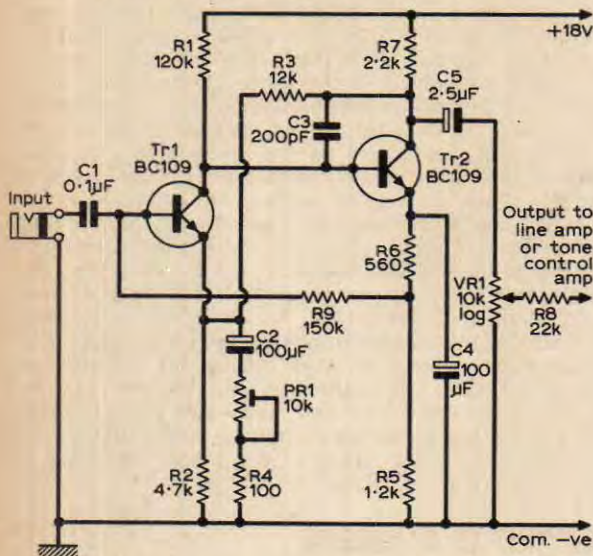 +18V
R1
120k
R7
2·2k
R3
12k
C5
2·5µF
C3
200pF
Tr1
BC109
Tr2
BC109
C1
0·1µF
Input
Output to
line amp
or tone
control
amp
R6
560
VR1
10k
log
R8
22k
R9
150k
C2
100µF
C4
100
µF
PR1
10k
R2
4·7k
R4
100
R5
1·2k
Com. -ve